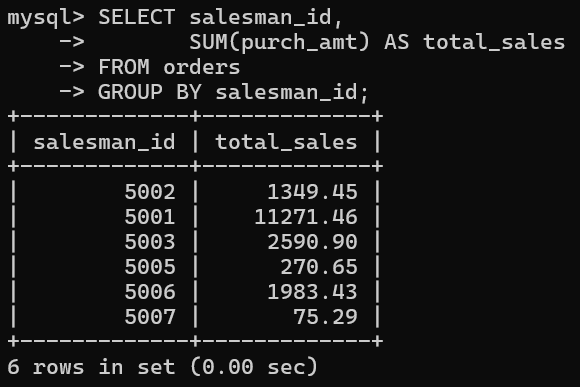 mysql> SELECT salesman_id,
    ->        SUM(purch_amt) AS total_sales
    -> FROM orders
    -> GROUP BY salesman_id;
+-------------+-------------+
| salesman_id | total_sales |
+-------------+-------------+
|        5002 |     1349.45 |
|        5001 |    11271.46 |
|        5003 |     2590.90 |
|        5005 |      270.65 |
|        5006 |     1983.43 |
|        5007 |       75.29 |
+-------------+-------------+
6 rows in set (0.00 sec)